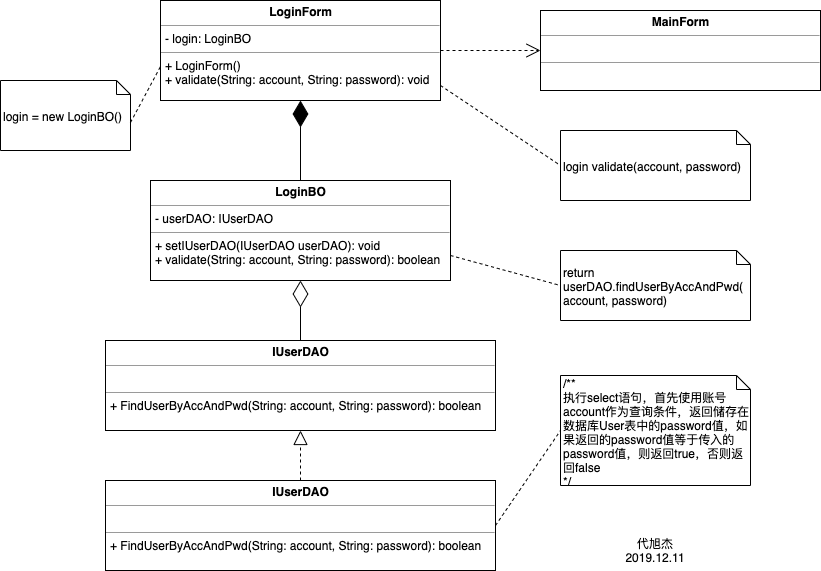 LoginForm
- login: LoginBO
+ LoginForm()
+ validate(String: account, String: password): void
MainForm
login = new LoginBO()
login validate(account, password)
LoginBO
- userDAO: IUserDAO
+ setIUserDAO(IUserDAO userDAO): void
+ validate(String: account, String: password): boolean
return
userDAO.findUserByAccAndPwd(
account, password)
IUserDAO
+ FindUserByAccAndPwd(String: account, String: password): boolean
/**
执行select语句，首先使用账号
account作为查询条件，返回储存在
数据库User表中的password值，如
果返回的password值等于传入的
password值，则返回true，否则返
回false
*/
IUserDAO
+ FindUserByAccAndPwd(String: account, String: password): boolean
代旭杰
2019.12.11